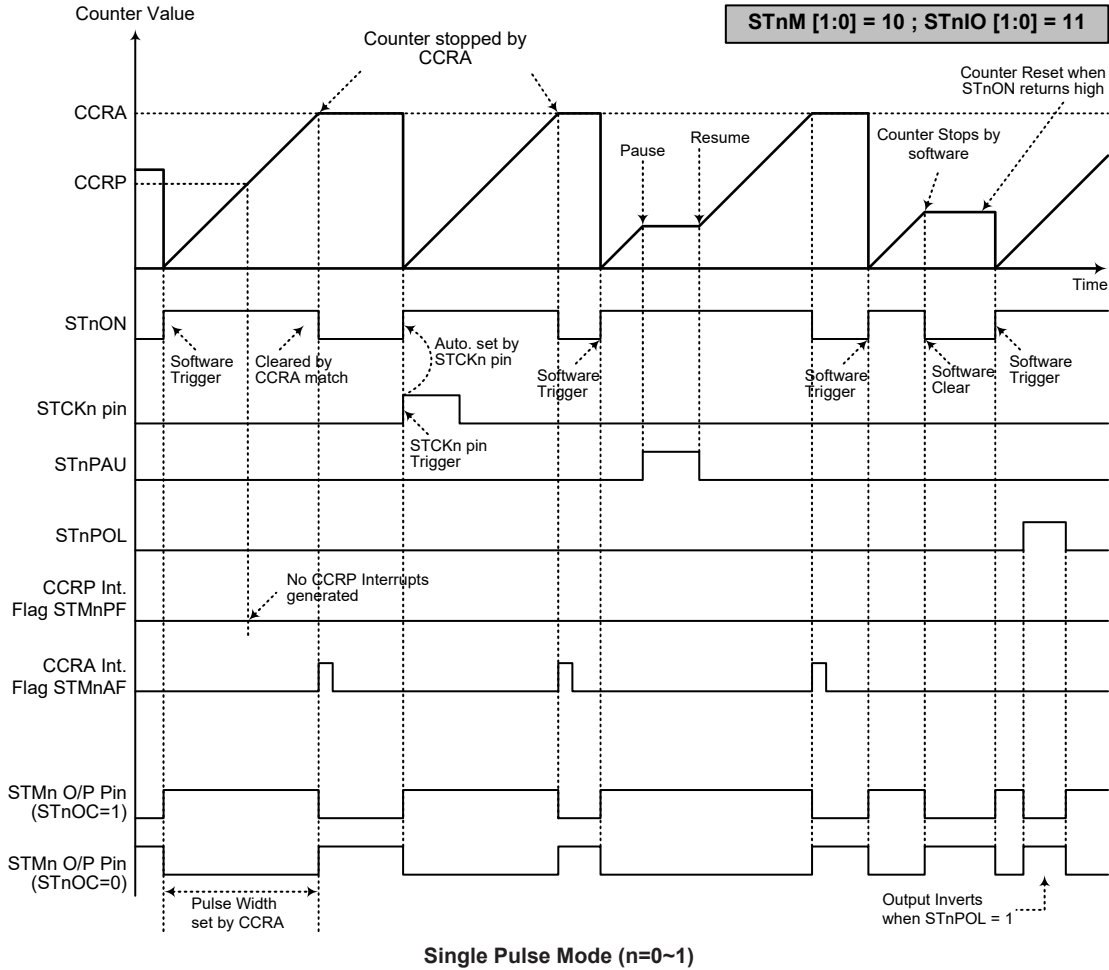 Counter Value
STnM [1:0] = 10 ; STnIO [1:0] = 11
Counter stopped by
CCRA
Counter Reset when
STnON returns high
CCRA
Pause
Resume
Counter Stops by
software
CCRP
Time
STnON
Software
Trigger
Cleared by
CCRA match
Auto. set by
STCKn pin
Software
Trigger
Software
Trigger
Software
Clear
Software
Trigger
STCKn pin
STCKn pin
Trigger
STnPAU
STnPOL
CCRP Int.
Flag STMnPF
No CCRP Interrupts
generated
CCRA Int.
Flag STMnAF
STMn O/P Pin
(STnOC=1)
STMn O/P Pin
(STnOC=0)
Pulse Width
set by CCRA
Output Inverts
when STnPOL = 1
Single Pulse Mode (n=0~1)